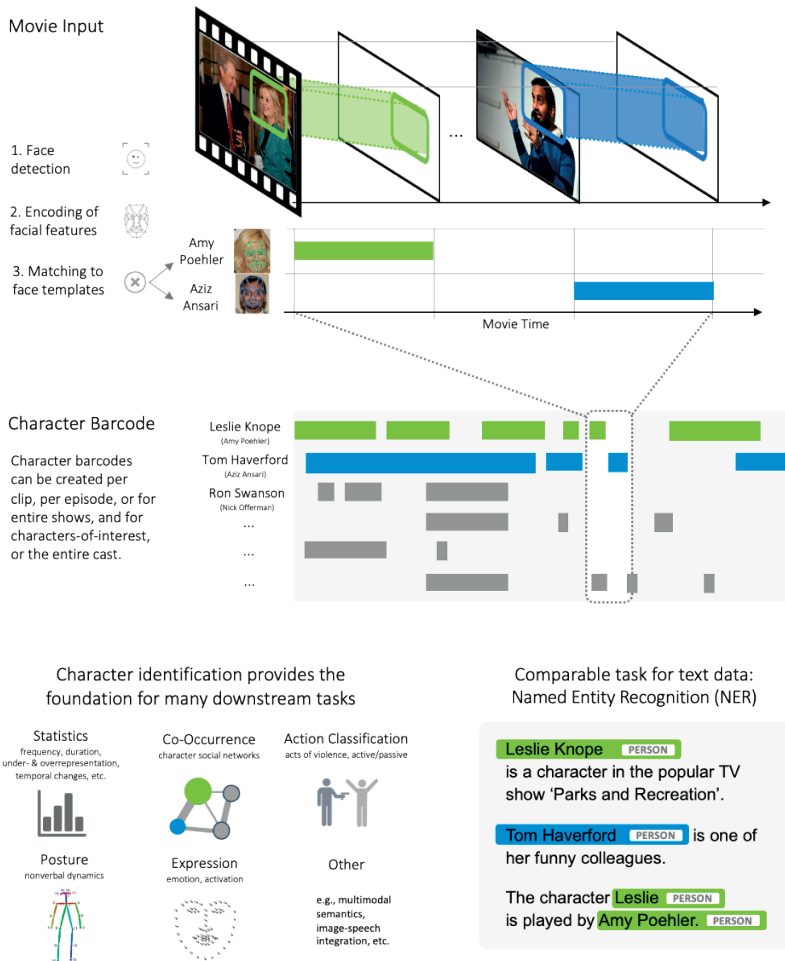 Movie Input
1. Face
detection
2. Encoding of
facial features
3. Matching to
face templates
...
Amy
Poehler
Aziz
Ansari
Movie Time
Character Barcode
Character barcodes
can be created per
clip, per episode, or for
entire shows, and for
characters-of-interest,
or the entire cast.
Leslie Knope
(Amy Poehler)
Tom Haverford
(Aziz Ansari)
Ron Swanson
(Nick Offerman)
...
...
...
Character identification provides the
foundation for many downstream tasks
Statistics
frequency, duration,
under- & overrepresentation,
temporal changes, etc.
Co-Occurrence
character social networks
Action Classification
acts of violence, active/passive
Posture
nonverbal dynamics
Expression
emotion, activation
Other
e.g., multimodal
semantics,
image-speech
integration, etc.
Comparable task for text data:
Named Entity Recognition (NER)
Leslie Knope PERSON
is a character in the popular TV
show ‘Parks and Recreation’.
Tom Haverford PERSON is one of
her funny colleagues.
The character Leslie PERSON
is played by Amy Poehler. PERSON